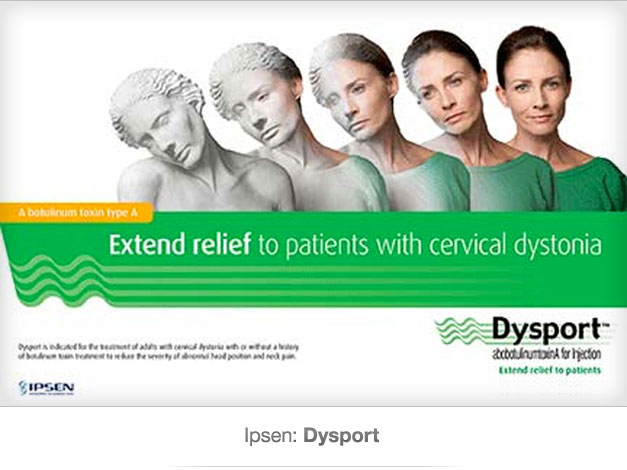 A botulinum toxin type A
Extend relief to patients with cervical dystonia
Dysport™
abobotulinumtoxinA for Injection
Extend relief to patients
Dysport is indicated for the treatment of adults with cervical dystonia with or without a history
of botulinum toxin treatment to reduce the severity of abnormal head position and neck pain.
IPSEN
Ipsen: Dysport